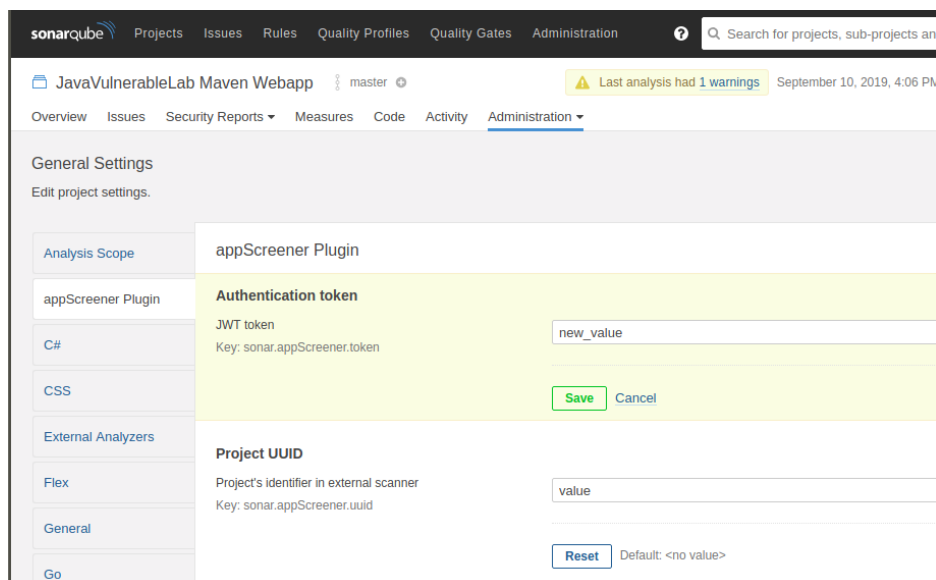 sonarqube Projects Issues Rules Quality Profiles Quality Gates Administration ? Search for projects, sub-projects an
JavaVulnerableLab Maven Webapp master Last analysis had 1 warnings September 10, 2019, 4:06 PM
Overview Issues Security Reports Measures Code Activity Administration
General Settings
Edit project settings.
Analysis Scope
appScreener Plugin
C#
CSS
External Analyzers
Flex
General
Go
appScreener Plugin
Authentication token
JWT token
Key: sonar.appScreener.token
new_value
Save Cancel
Project UUID
Project's identifier in external scanner
Key: sonar.appScreener.uuid
value
Reset Default: <no value>